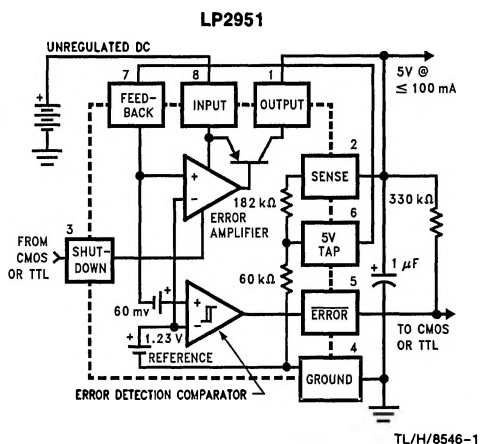 LP2951
UNREGULATED DC
7
8
1
5V @
≤ 100 mA
FEED-
BACK
INPUT
OUTPUT
2
SENSE
182 kΩ
330 kΩ
ERROR
AMPLIFIER
6
5V
TAP
3
FROM
CMOS
OR TTL
SHUT-
DOWN
60 kΩ
1 μF
5
ERROR
60 mv
TO CMOS
OR TTL
1.23 V
REFERENCE
4
GROUND
ERROR DETECTION COMPARATOR
TL/H/8546-1